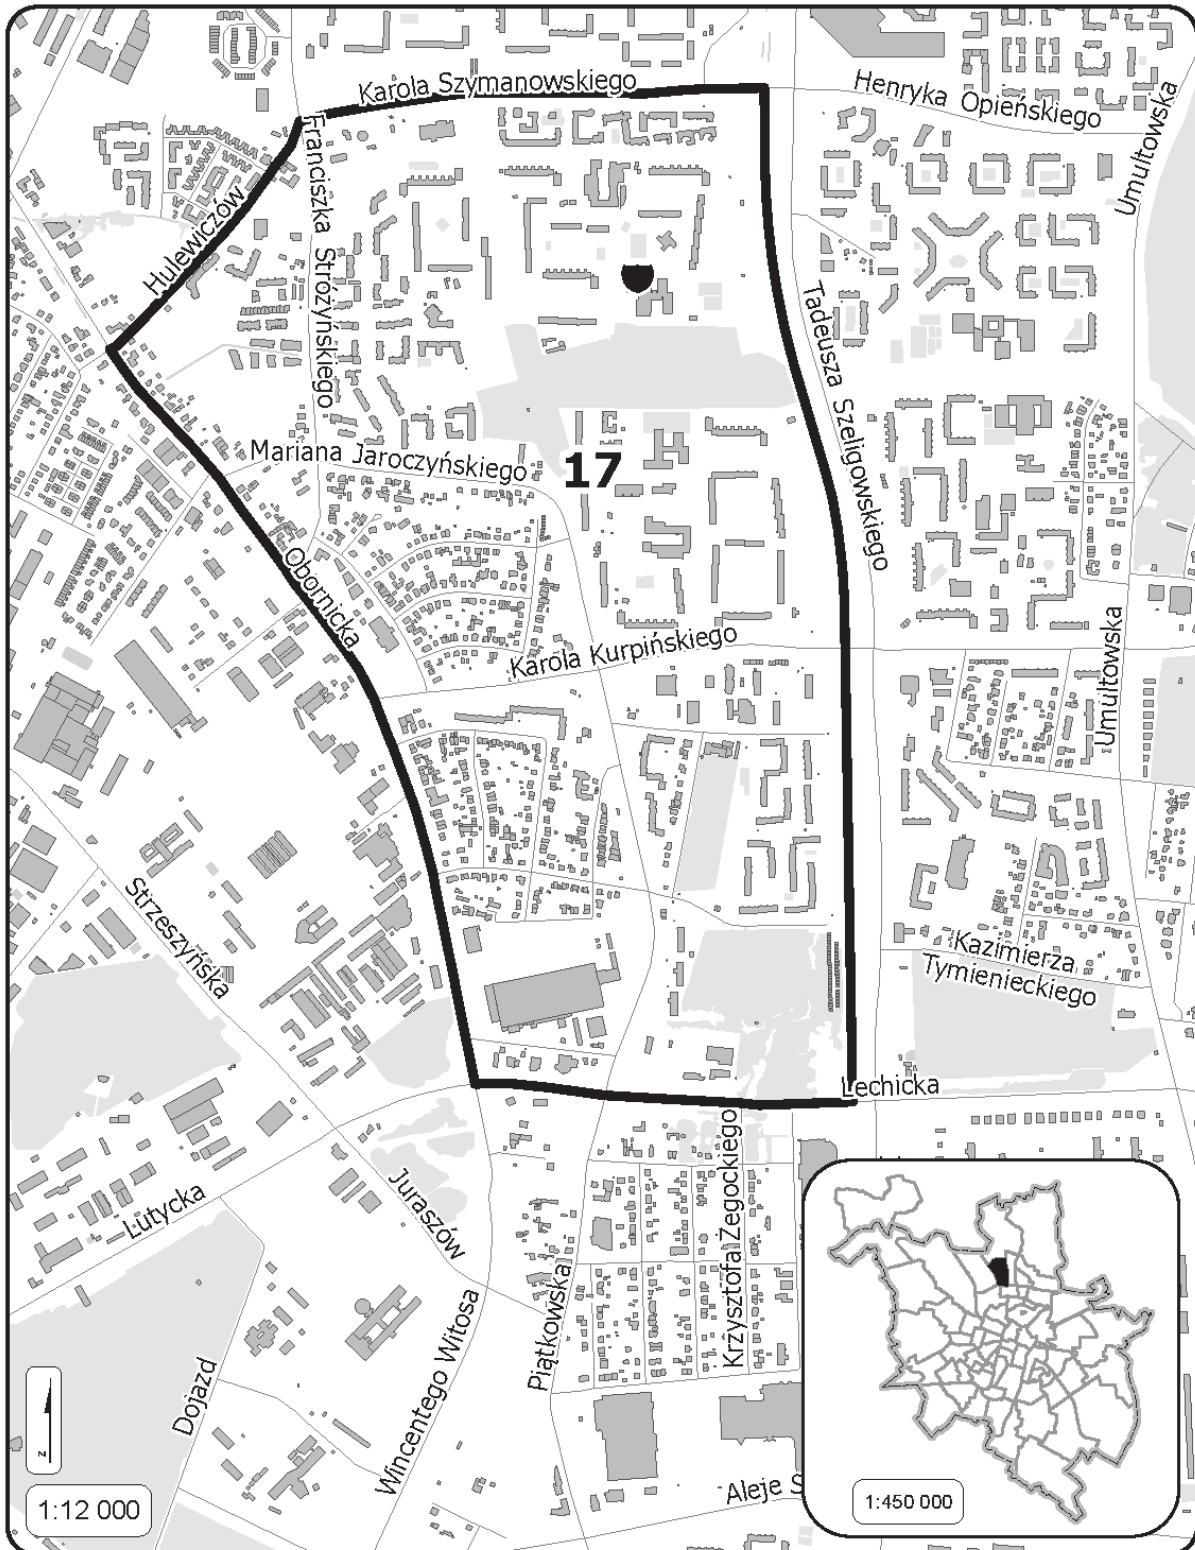 Karola Szymanowskiego
Henryka Opieńskiego
Umultowska
Franciszka Stróżyńskiego
Hulewiczów
Tadeusza Szeligowskiego
Mariana Jaroczyńskiego
17
Obornicka
Karola Kurpińskiego
Umultowska
Strzeszyńska
Kazimierza
Tymienieckiego
Lechicka
Krzysztofa Żegockiego
Juraszów
Lutycka
Piątkowska
Wincentego Witosa
Dojazd
Aleje S
z
1:12 000
1:450 000